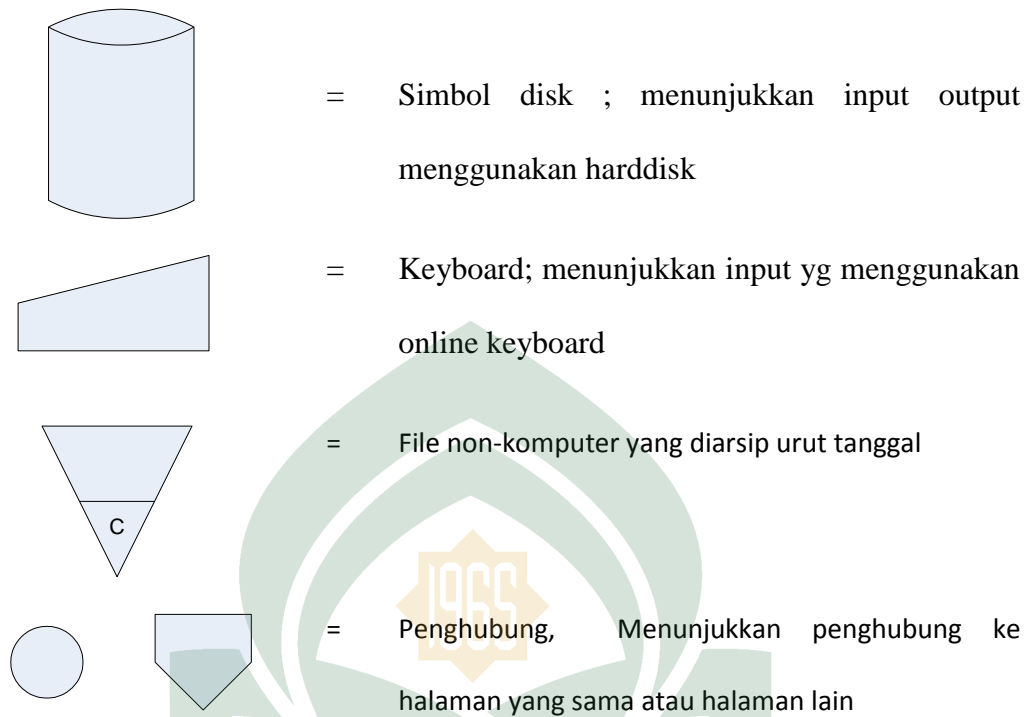 = Simbol disk ; menunjukkan input output
menggunakan harddisk
= Keyboard; menunjukkan input yg menggunakan
online keyboard
= File non-komputer yang diarsip urut tanggal
C
1965
= Penghubung, Menunjukkan penghubung ke
halaman yang sama atau halaman lain